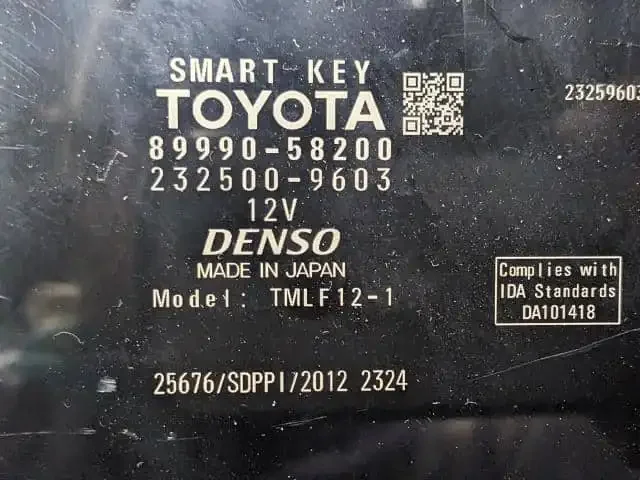 SMART KEY
TOYOTA
89990-58200
232500-9603
12V
DENSO
MADE IN JAPAN
Model: TMLF12-1
25676/SDPPI/2012 2324
23259603
Complies with
IDA Standards
DA101418